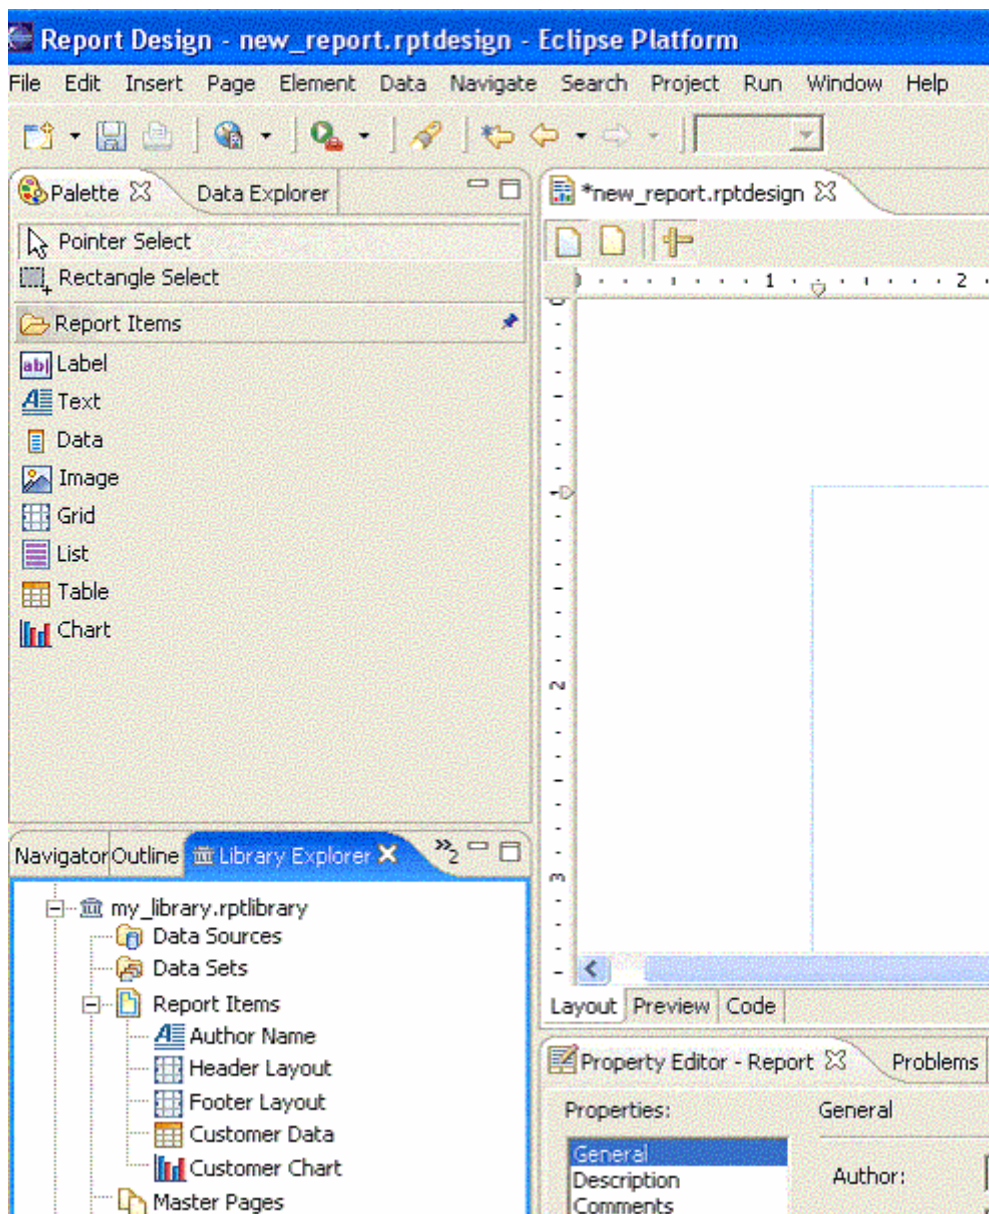 Report Design - new_report.rptdesign - Eclipse Platform
File Edit Insert Page Element Data Navigate Search Project Run Window Help
Palette Data Explorer
Pointer Select
Rectangle Select
Report Items
Label
Text
Data
Image
Grid
List
Table
Chart
Navigator Outline Library Explorer 2
my_library.rptlibrary
Data Sources
Data Sets
Report Items
Author Name
Header Layout
Footer Layout
Customer Data
Customer Chart
Master Pages
*new_report.rptdesign
1 2
2
3
Layout Preview Code
Property Editor - Report Problems
Properties: General
General
Description
Comments
Author: